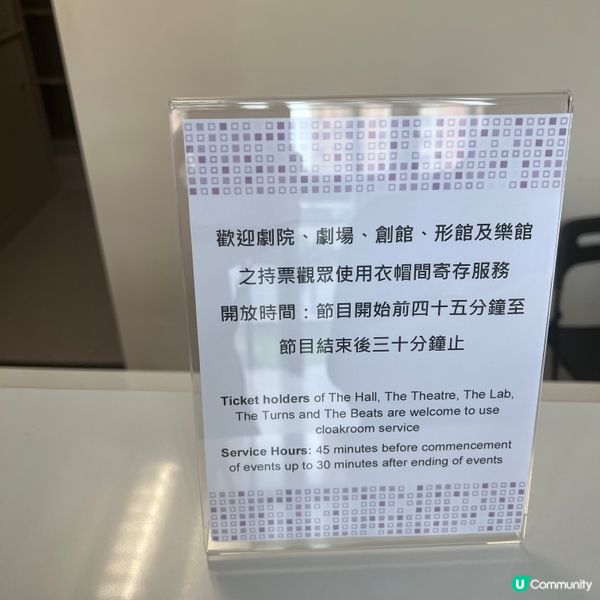 歡迎劇院、劇場、創館、形館及樂館
之持票觀眾使用衣帽間寄存服務
開放時間：節目開始前四十五分鐘至
節目結束後三十分鐘止
Ticket holders of The Hall, The Theatre, The Lab,
The Turns and The Beats are welcome to use
cloakroom service
Service Hours: 45 minutes before commencement
of events up to 30 minutes after ending of events
U Community